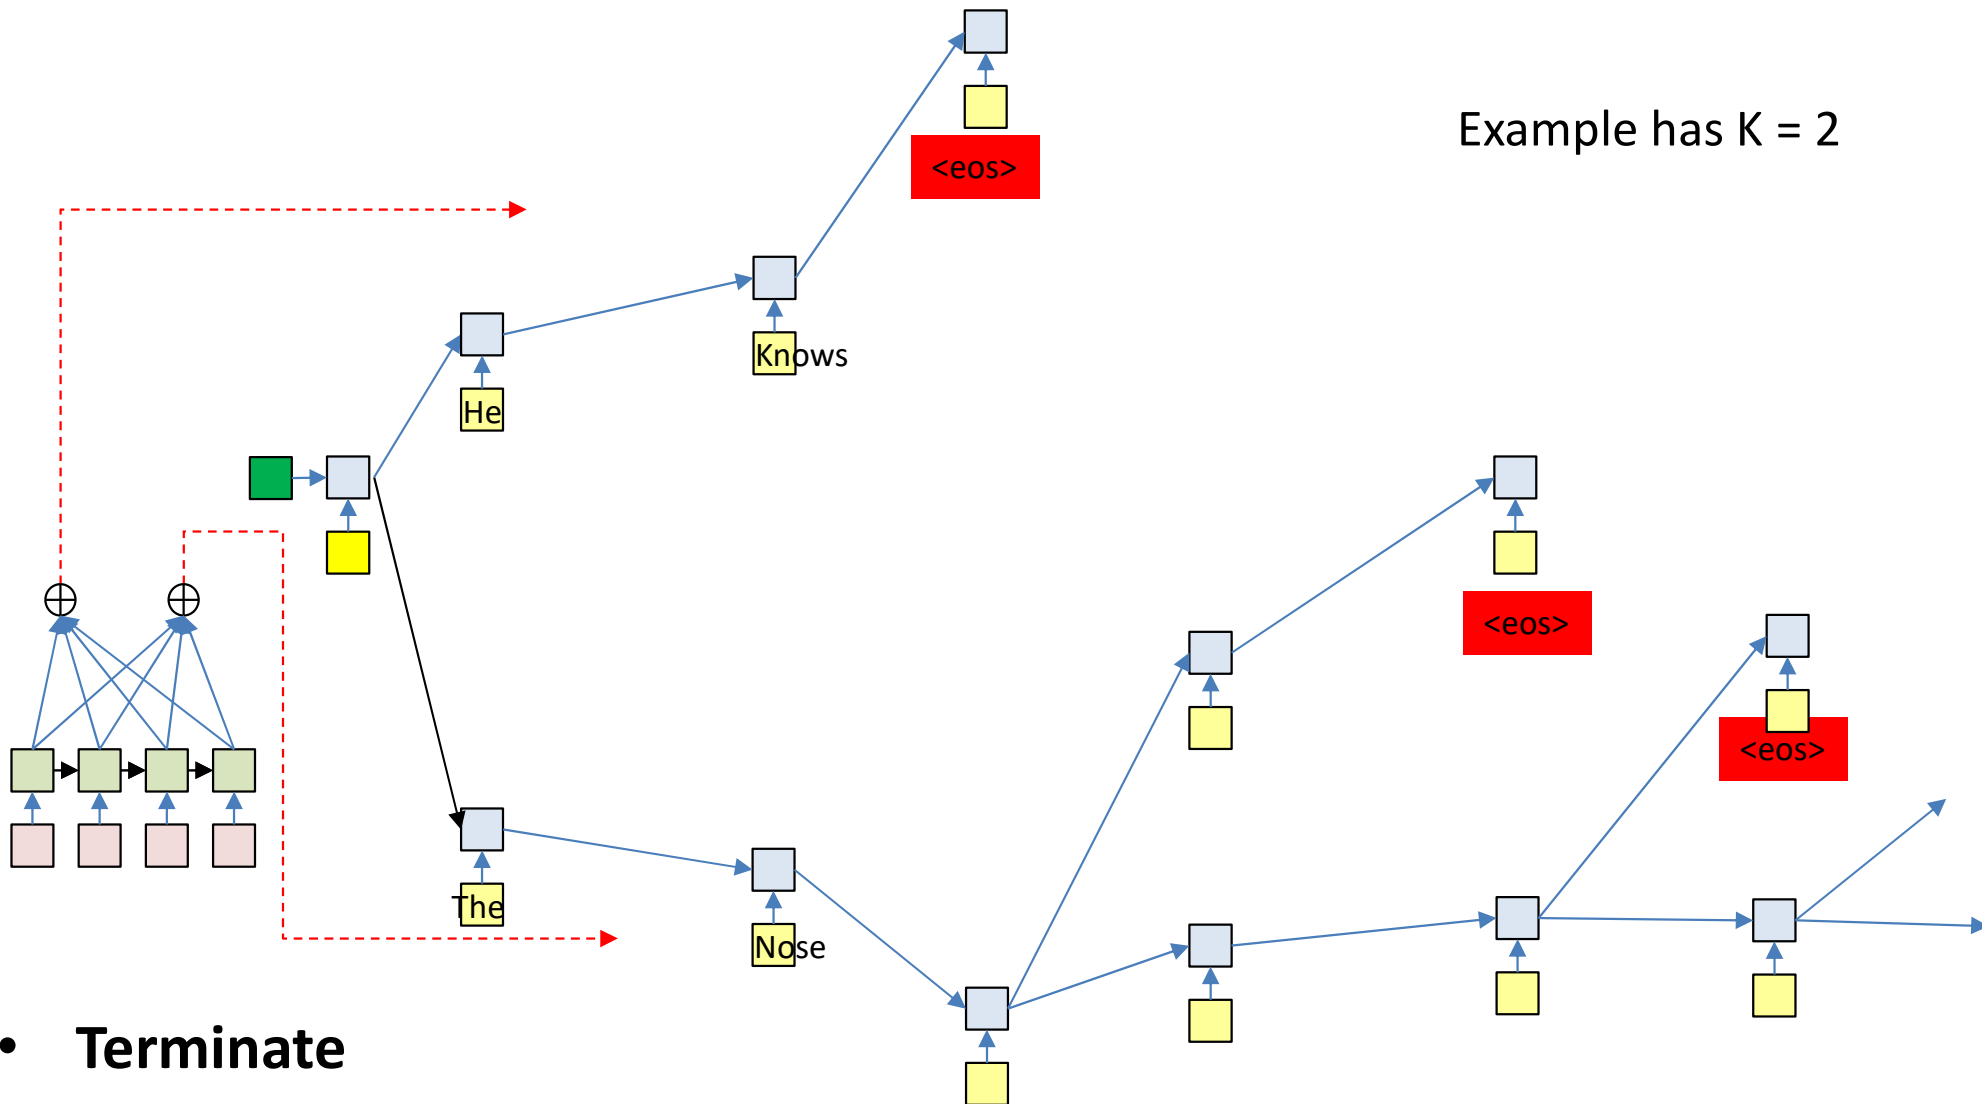 Example has K = 2
<eos>
Knows
He
<eos>
<eos>
The
Nose
• Terminate